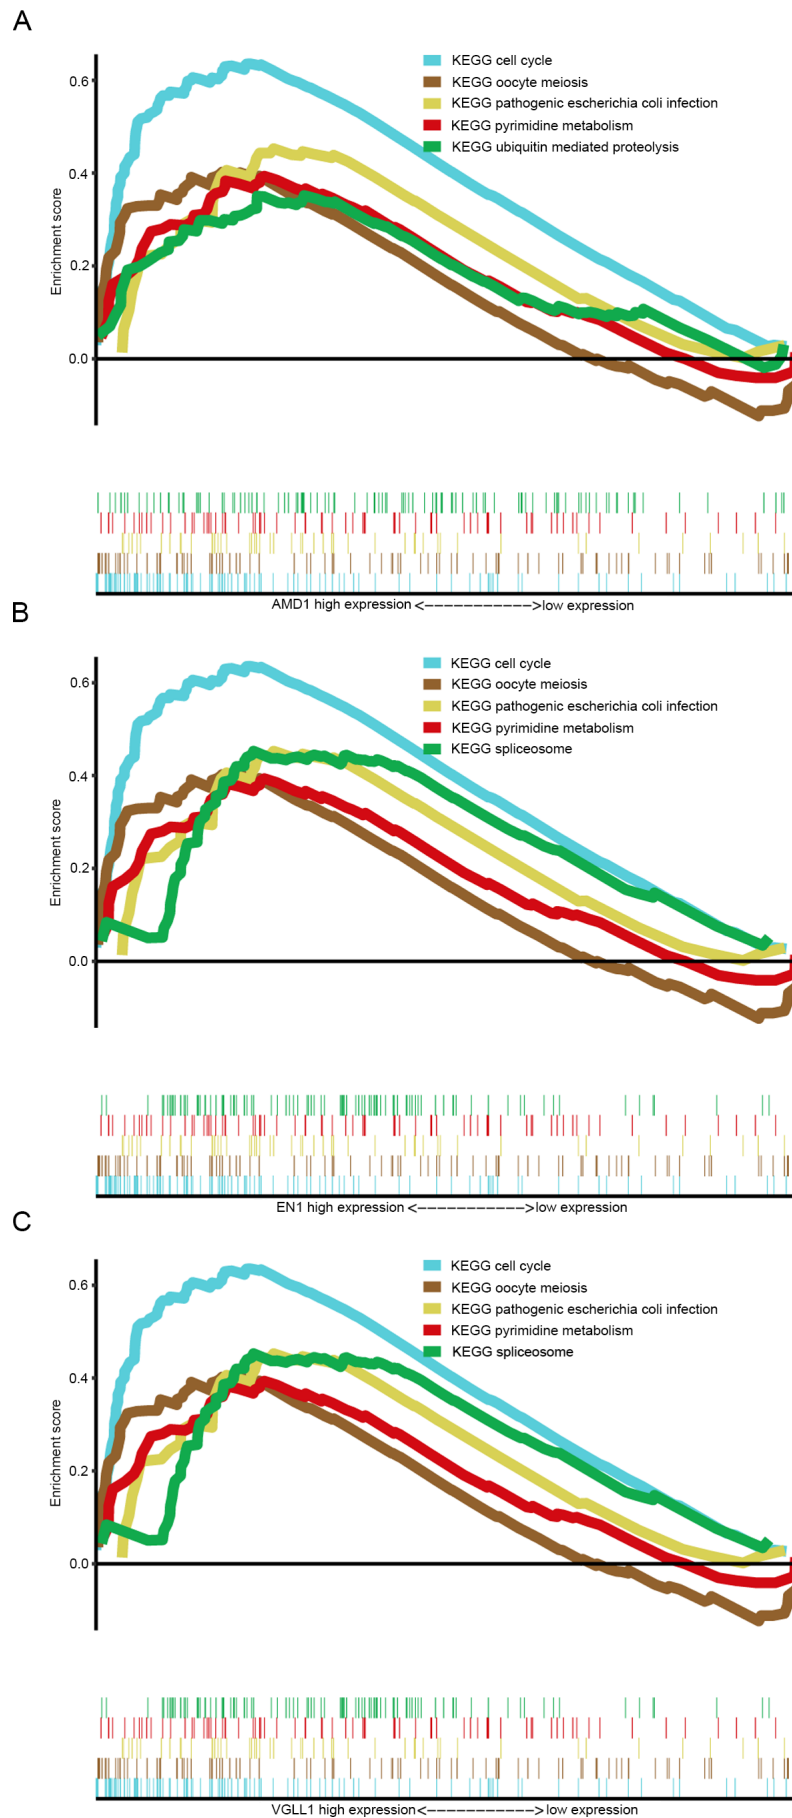 A
KEGG cell cycle
KEGG oocyte meiosis
KEGG pathogenic escherichia coli infection
KEGG pyrimidine metabolism
KEGG ubiquitin mediated proteolysis
Enrichment score
0.6
0.4
0.2
0.0
AMD1 high expression <----------->low expression
B
KEGG cell cycle
KEGG oocyte meiosis
KEGG pathogenic escherichia coli infection
KEGG pyrimidine metabolism
KEGG spliceosome
Enrichment score
0.6
0.4
0.2
0.0
EN1 high expression <----------->low expression
C
KEGG cell cycle
KEGG oocyte meiosis
KEGG pathogenic escherichia coli infection
KEGG pyrimidine metabolism
KEGG spliceosome
Enrichment score
0.6
0.4
0.2
0.0
VGLL1 high expression<-----------> low expression